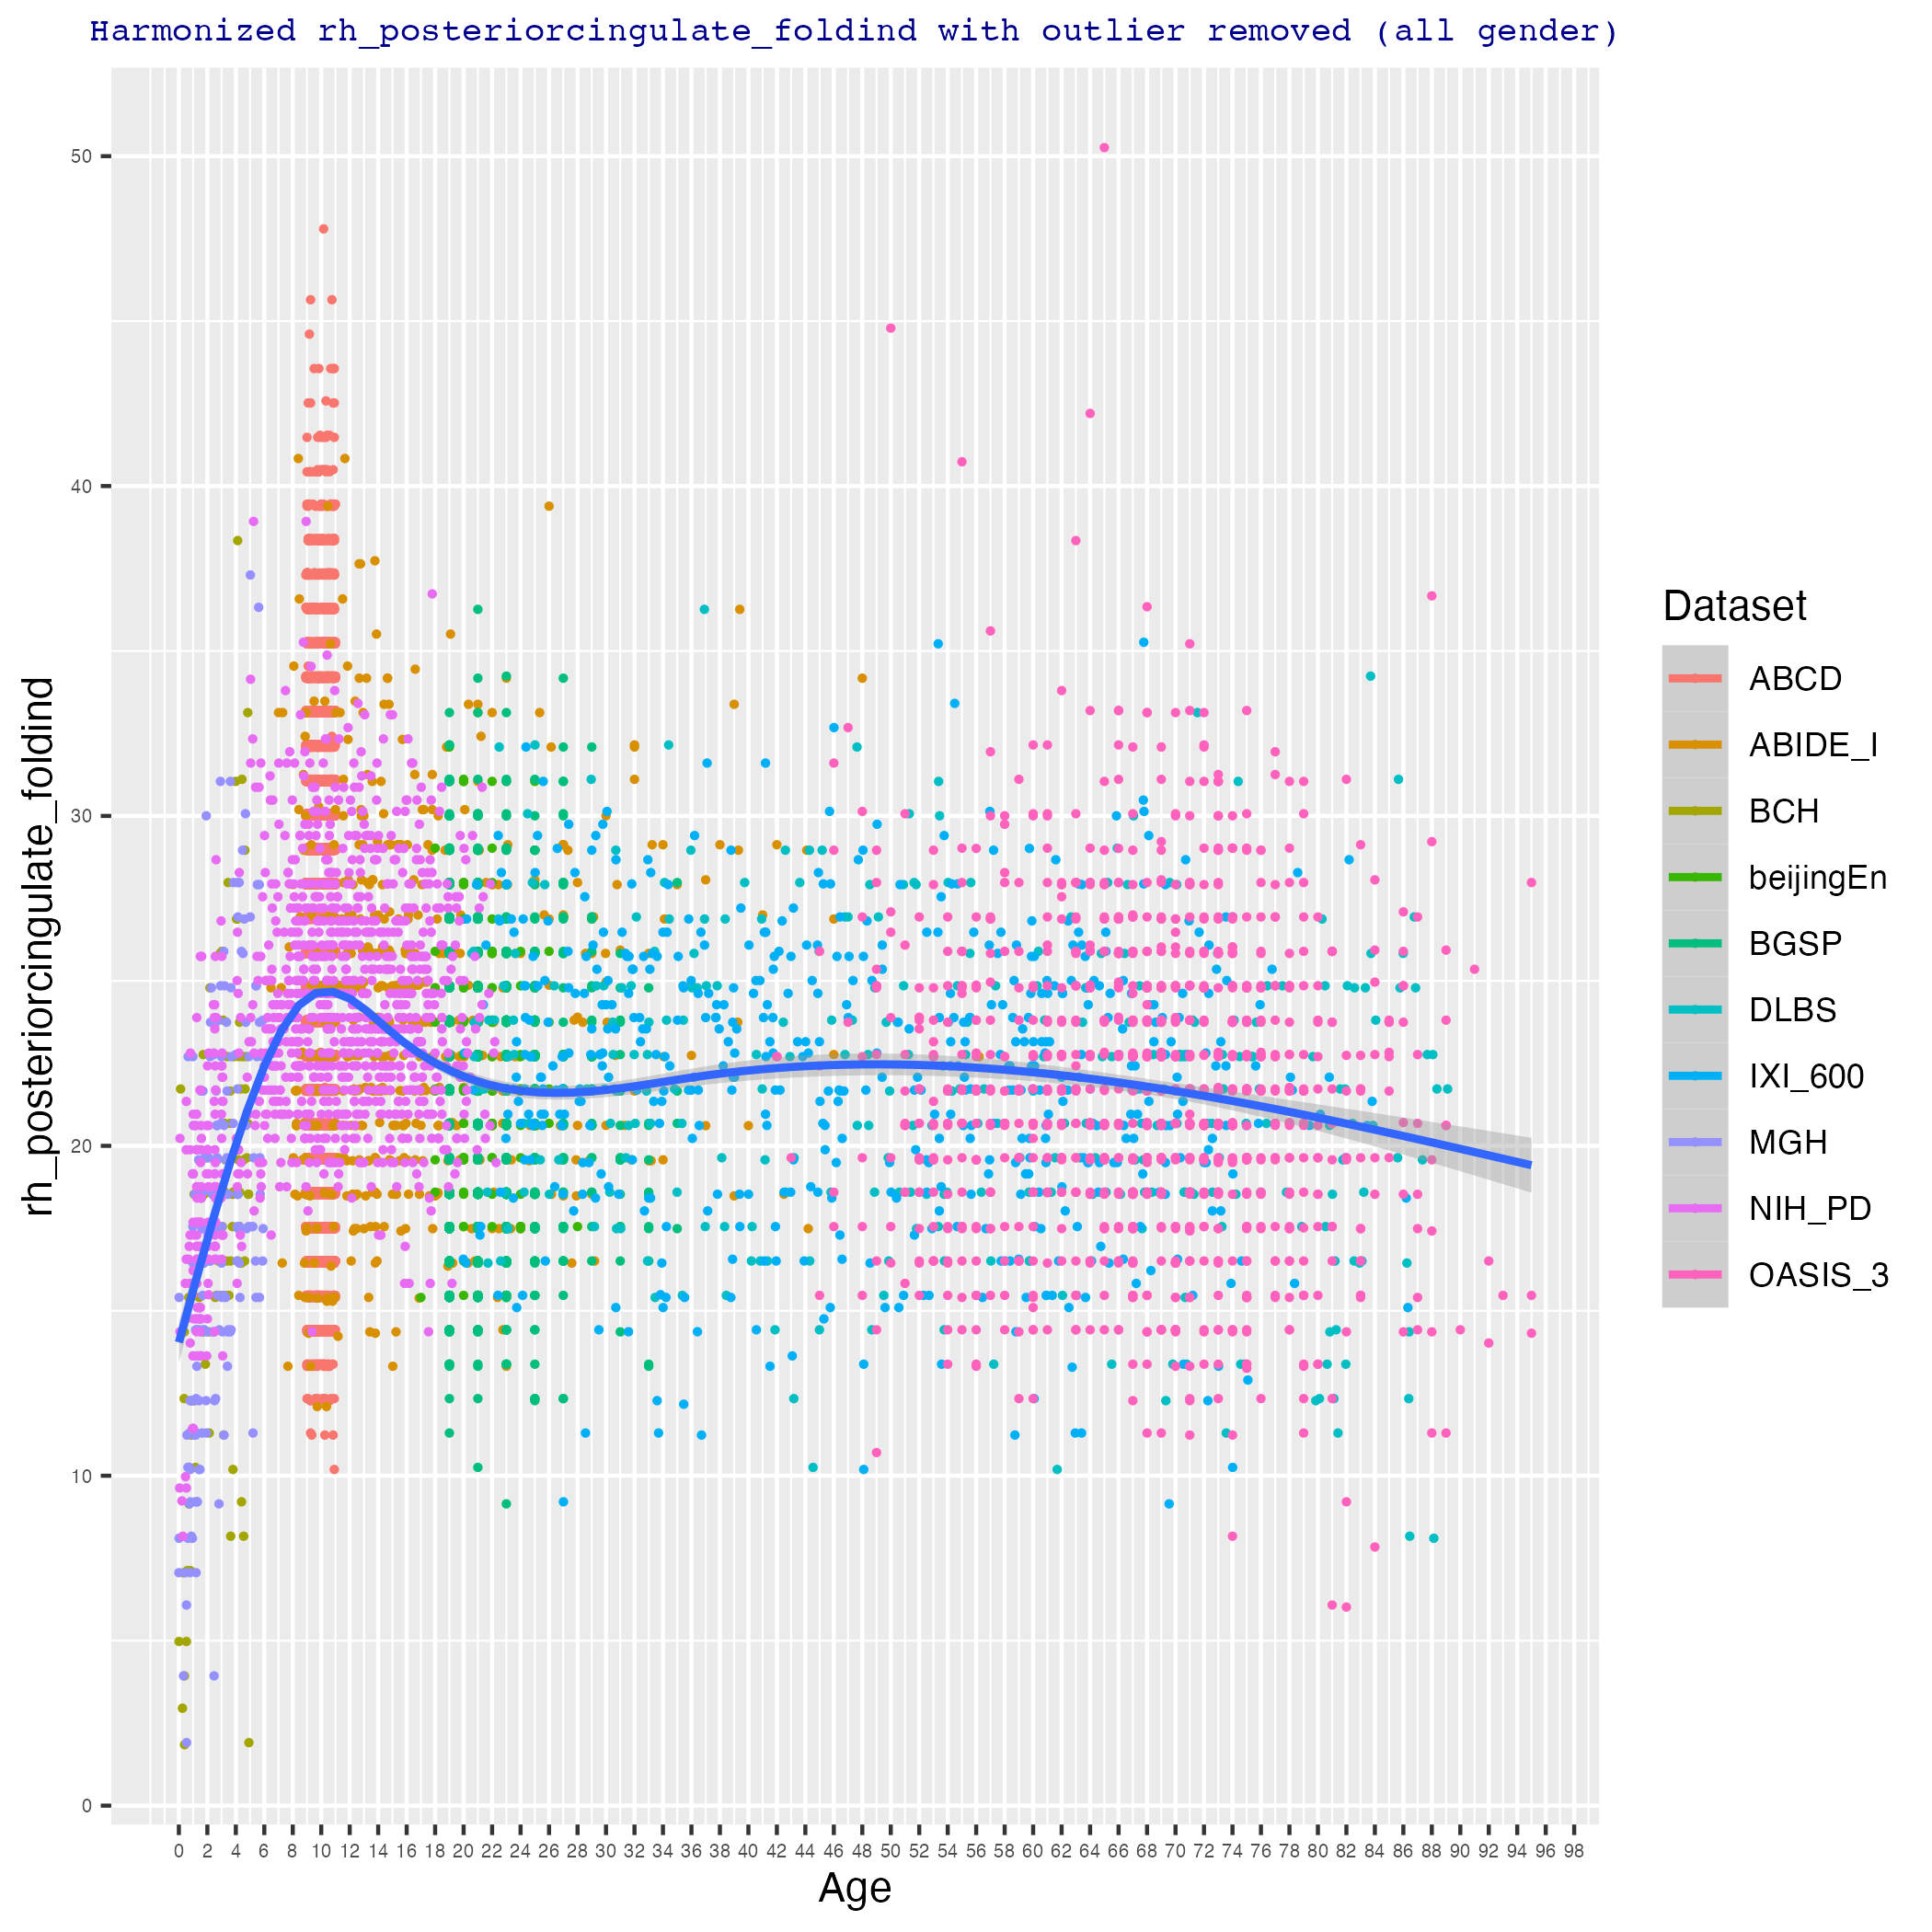 Harmonized rh_posteriorcingulate_foldind with outlier removed (all gender)
rh_posteriorcingulate_foldind
50
40
30
20
10
0
0 2 4 6 8 10 12 14 16 18 20 22 24 26 28 30 32 34 36 38 40 42 44 46 48 50 52 54 56 58 60 62 64 66 68 70 72 74 76 78 80 82 84 86 88 90 92 94 96 98
Age
Dataset
ABCD
ABIDE_I
BCH
beijingEn
BGSP
DLBS
IXI_600
MGH
NIH_PD
OASIS_3